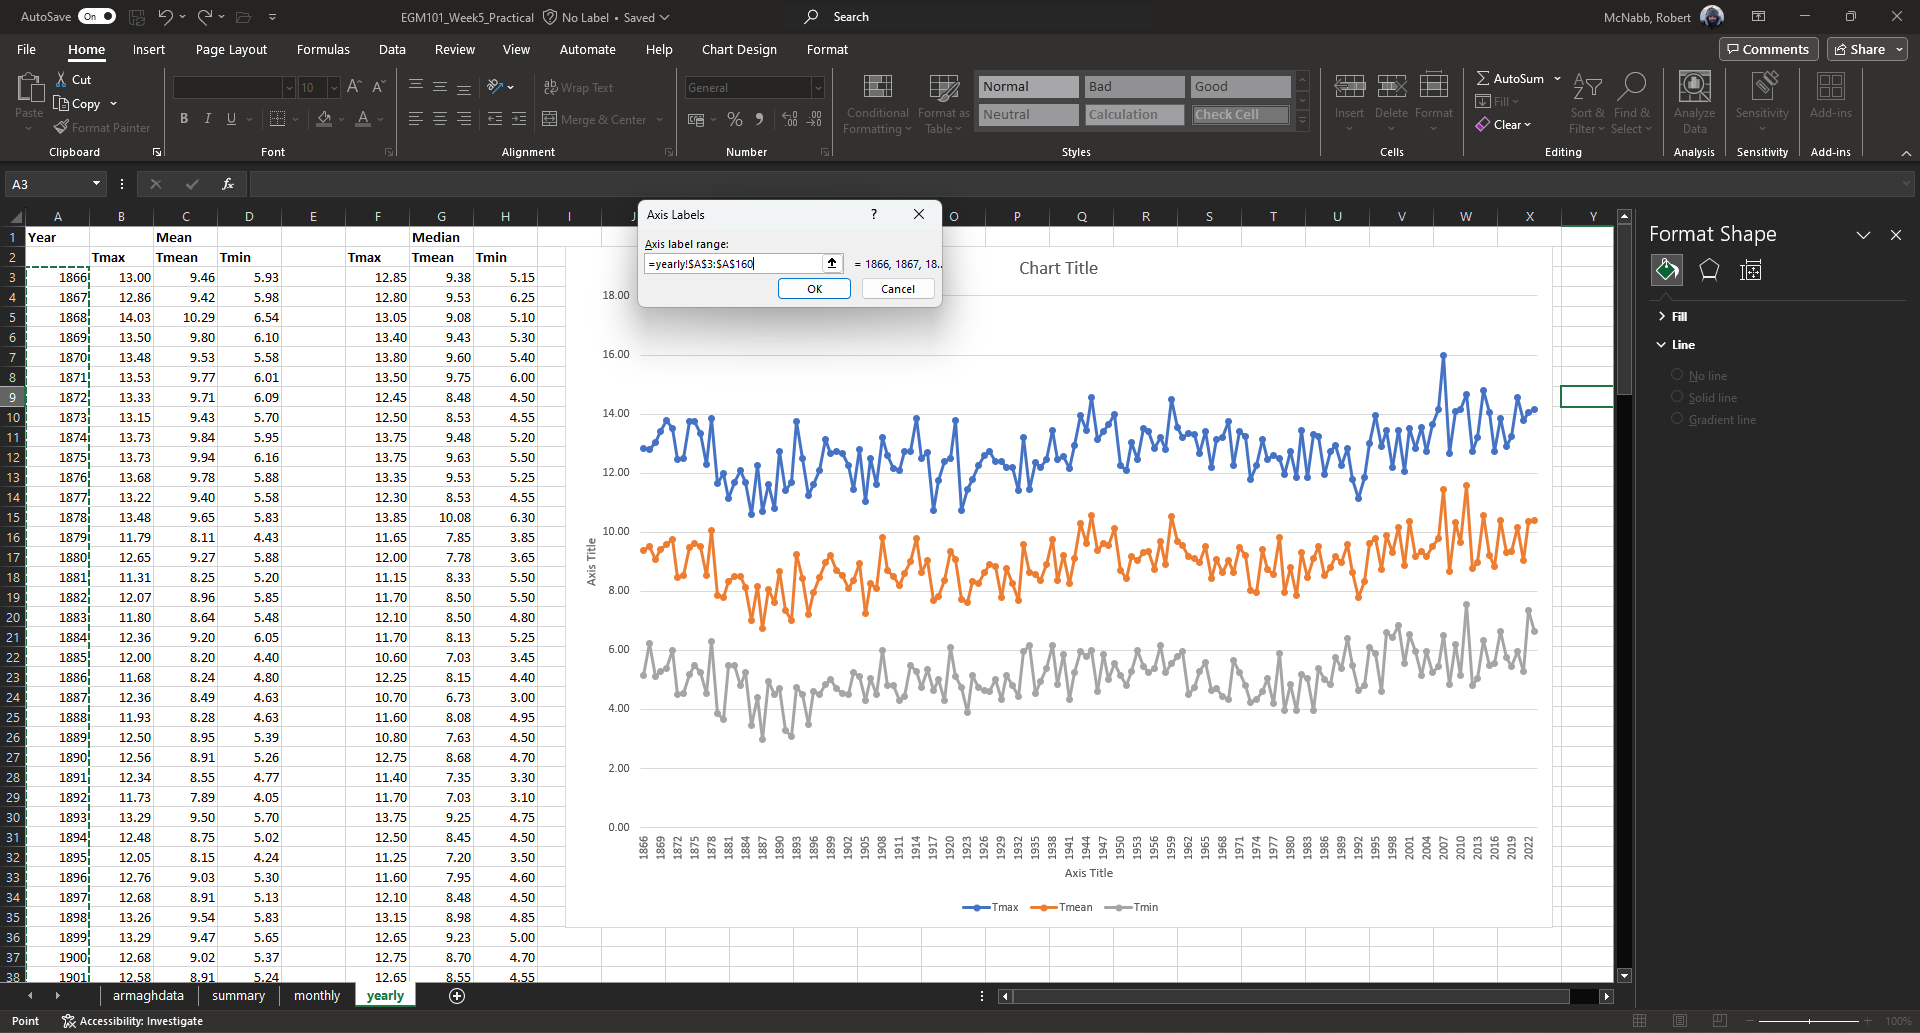 AutoSave On EGM101_Week5_Practical No Label • Saved Search McNabb, Robert
File Home Insert Page Layout Formulas Data Review View Automate Help Chart Design Format Comments Share
Cut
Copy
Paste
Format Painter
Clipboard
10 A A
B I U A
Font
Wrap Text
Merge & Center
Alignment
General
%
Number
Conditional Formatting
Format as Table
Normal Bad Good
Neutral Calculation Check Cell
Styles
Insert Delete Format
Cells
AutoSum
Fill
Clear
Sort & Filter
Find & Select
Editing
Analyze Data
Analysis
Sensitivity
Sensitivity
Add-ins
Add-ins
A3 fx
A B C D E F G H I J O P Q R S T U V W X Y
1 Year Mean Median
2 Tmax Tmean Tmin Tmax Tmean Tmin
3 1866 13.00 9.46 5.93 12.85 9.38 5.15
4 1867 12.86 9.42 5.98 12.80 9.53 6.25
5 1868 14.03 10.29 6.54 13.05 9.08 5.10
6 1869 13.50 9.80 6.10 13.40 9.43 5.30
7 1870 13.48 9.53 5.58 13.80 9.60 5.40
8 1871 13.53 9.77 6.01 13.50 9.75 6.00
9 1872 13.33 9.71 6.09 12.45 8.48 4.50
10 1873 13.15 9.43 5.70 12.50 8.53 4.55
11 1874 13.73 9.84 5.95 13.75 9.48 5.20
12 1875 13.73 9.94 6.16 13.75 9.63 5.50
13 1876 13.68 9.78 5.88 13.35 9.53 5.25
14 1877 13.22 9.40 5.58 12.30 8.53 4.55
15 1878 13.48 9.65 5.83 13.85 10.08 6.30
16 1879 11.79 8.11 4.43 11.65 7.85 3.85
17 1880 12.65 9.27 5.88 12.00 7.78 3.65
18 1881 11.31 8.25 5.20 11.15 8.33 5.50
19 1882 12.07 8.96 5.85 11.70 8.50 5.50
20 1883 11.80 8.64 5.48 12.10 8.50 4.80
21 1884 12.36 9.20 6.05 11.70 8.13 5.25
22 1885 12.00 8.20 4.40 10.60 7.03 3.45
23 1886 11.68 8.24 4.80 12.25 8.15 4.40
24 1887 12.36 8.49 4.63 10.70 6.73 3.00
25 1888 11.93 8.28 4.63 11.60 8.08 4.95
26 1889 12.50 8.95 5.39 10.80 7.63 4.50
27 1890 12.56 8.91 5.26 12.75 8.68 4.70
28 1891 12.34 8.55 4.77 11.40 7.35 3.30
29 1892 11.73 7.89 4.05 11.70 7.03 3.10
30 1893 13.29 9.50 5.70 13.75 9.25 4.75
31 1894 12.48 8.75 5.02 12.50 8.45 4.50
32 1895 12.05 8.15 4.24 11.25 7.20 3.50
33 1896 12.76 9.03 5.30 11.60 7.95 4.60
34 1897 12.68 8.91 5.13 12.10 8.48 4.50
35 1898 13.26 9.54 5.83 13.15 8.98 4.85
36 1899 13.29 9.47 5.65 12.65 9.23 5.00
37 1900 12.68 9.02 5.37 12.75 8.70 4.70
38 1901 12.58 8.91 5.24 12.65 8.55 4.55
Axis Labels ?
Axis label range:
=yearly!$A$3:$A$160 = 1866, 1867, 18..
OK Cancel
Chart Title
18.00
16.00
14.00
12.00
10.00
8.00
6.00
4.00
2.00
0.00
Axis Title
1866 1869 1872 1875 1878 1881 1884 1887 1890 1893 1896 1899 1902 1905 1908 1911 1914 1917 1920 1923 1926 1929 1932 1935 1938 1941 1944 1947 1950 1953 1956 1959 1962 1965 1968 1971 1974 1977 1980 1983 1986 1989 1992 1995 1998 2001 2004 2007 2010 2013 2016 2019 2022
Axis Title
Tmax Tmean Tmin
Format Shape
Fill
Line
No line
Solid line
Gradient line
armaghdata summary monthly yearly
Point Accessibility: Investigate 100%